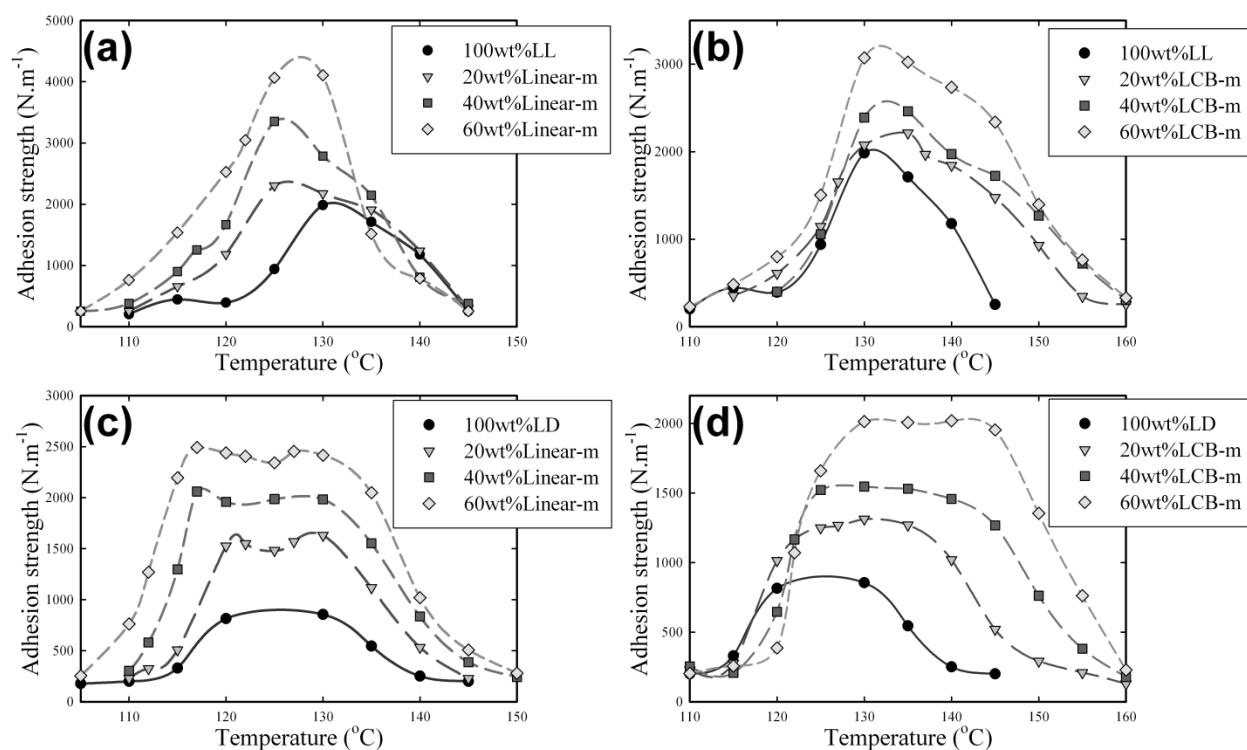 (a)
Adhesion strength (N.m-1)
5000
4000
3000
2000
1000
0
110
120
130
140
150
Temperature (oC)
100wt%LL
20wt%Linear-m
40wt%Linear-m
60wt%Linear-m
(b)
Adhesion strength (N.m-1)
3000
2000
1000
0
110
120
130
140
150
160
Temperature (oC)
100wt%LL
20wt%LCB-m
40wt%LCB-m
60wt%LCB-m
(c)
Adhesion strength (N.m-1)
3000
2500
2000
1500
1000
500
0
110
120
130
140
150
Temperature (oC)
100wt%LD
20wt%Linear-m
40wt%Linear-m
60wt%Linear-m
(d)
Adhesion strength (N.m-1)
2000
1500
1000
500
0
110
120
130
140
150
160
Temperature (oC)
100wt%LD
20wt%LCB-m
40wt%LCB-m
60wt%LCB-m